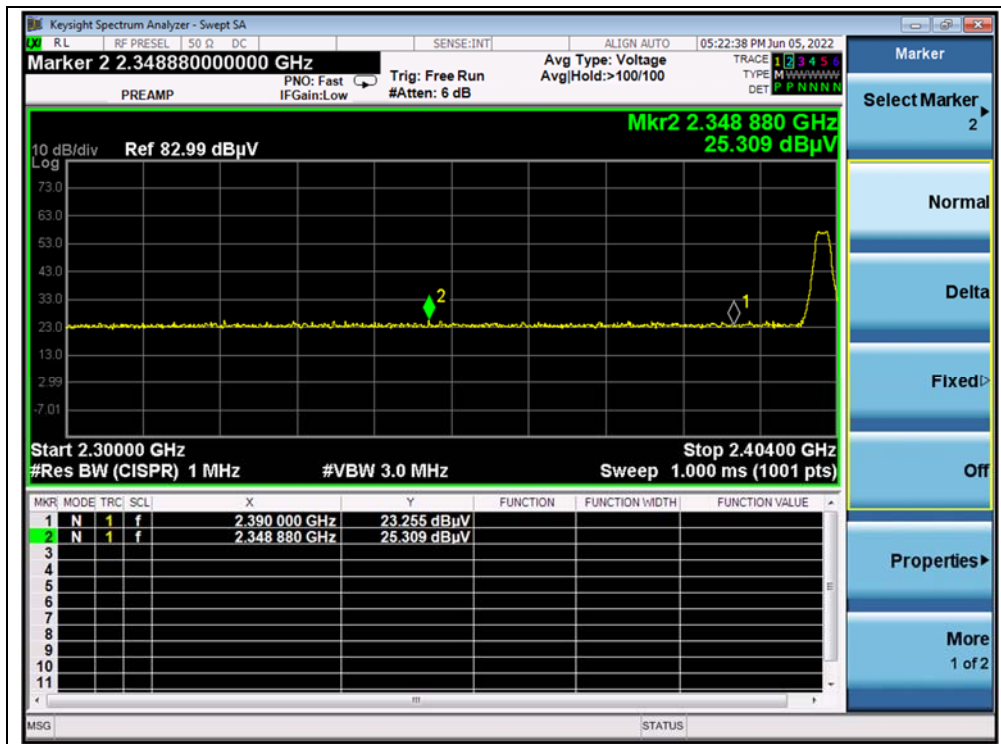 Keysight Spectrum Analyzer - Swept SA
LXI RL RF PRESEL 50 Ω DC SENSE:INT ALIGN AUTO 05:22:38 PM Jun 05, 2022
Marker 2 2.348880000000 GHz
PREAMP
PNO: Fast
IFGain:Low
Trig: Free Run
#Atten: 6 dB
Avg Type: Voltage
Avg|Hold:>100/100
TRACE 1 2 3 4 5 6
TYPE M WWWWW
DET P P N N N N
Mkr2 2.348 880 GHz
25.309 dBµV
10 dB/div Ref 82.99 dBµV
Log
73.0
63.0
53.0
43.0
33.0
23.0
13.0
2.99
-7.01
2
1
Start 2.30000 GHz Stop 2.40400 GHz
#Res BW (CISPR) 1 MHz #VBW 3.0 MHz Sweep 1.000 ms (1001 pts)
MKR MODE TRC SCL X Y FUNCTION FUNCTION WIDTH FUNCTION VALUE
1 N 1 f 2.390 000 GHz 23.255 dBµV
2 N 1 f 2.348 880 GHz 25.309 dBµV
3
4
5
6
7
8
9
10
11
MSG STATUS
Marker
Select Marker
2
Normal
Delta
Fixed
Off
Properties
More
1 of 2